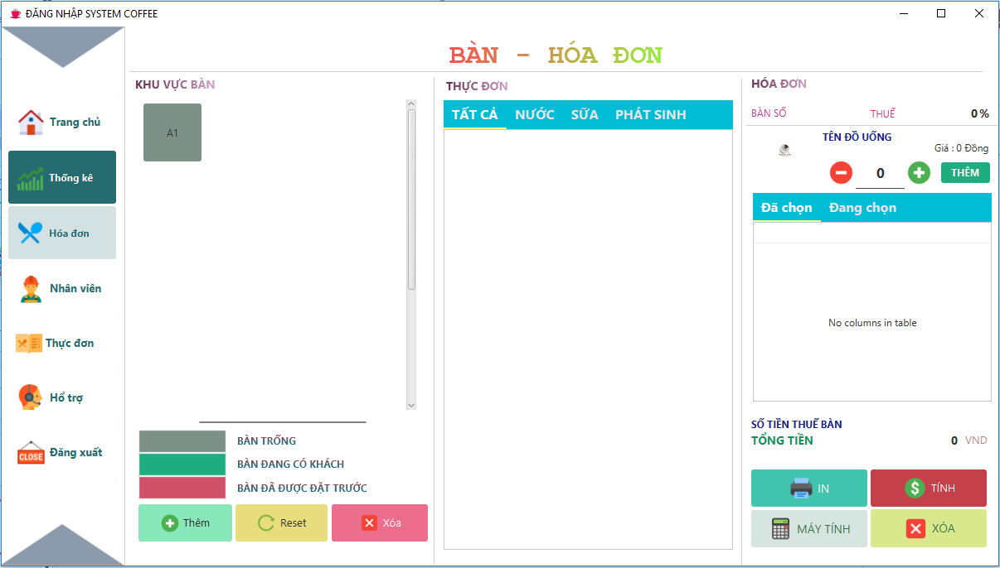 ĐĂNG NHẬP SYSTEM COFFEE
BÀN - HÓA ĐƠN
Trang chủ
Thống kê
Hóa đơn
Nhân viên
Thực đơn
Hổ trợ
CLOSE
Đăng xuất
KHU VỰC BÀN
A1
BÀN TRỐNG
BÀN ĐANG CÓ KHÁCH
BÀN ĐÃ ĐƯỢC ĐẶT TRƯỚC
Thêm Reset Xóa
THỰC ĐƠN
TẤT CẢ NƯỚC SỮA PHÁT SINH
HÓA ĐƠN
BÀN SỐ THUẾ 0 %
TÊN ĐỒ UỐNG
Giá : 0 Đồng
0 THÊM
Đã chọn Đang chọn
No columns in table
SỐ TIỀN THUẾ BÀN
TỔNG TIỀN 0 VND
IN $ TÍNH
MÁY TÍNH XÓA